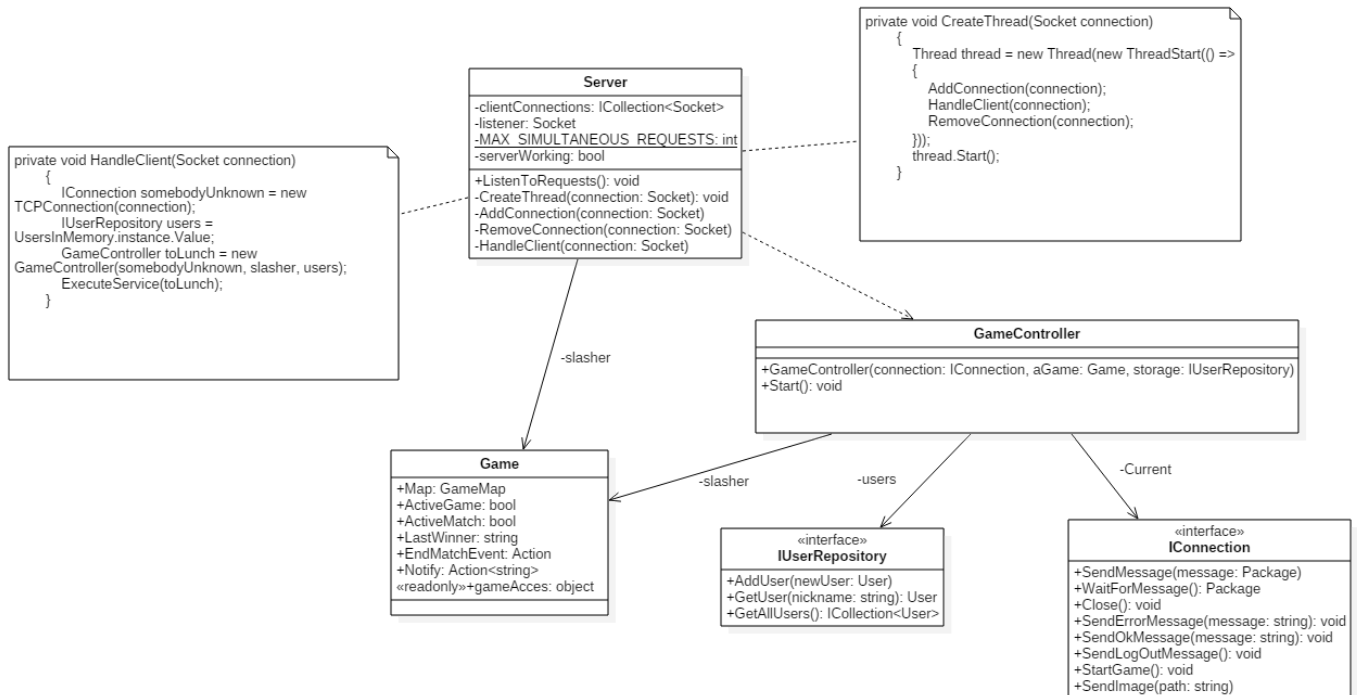 private void CreateThread(Socket connection)
{
Thread thread = new Thread(new ThreadStart(() =>
{
AddConnection(connection);
HandleClient(connection);
RemoveConnection(connection);
}));
thread.Start();
}
Server
-clientConnections: ICollection<Socket>
-listener: Socket
-MAX_SIMULTANEOUS_REQUESTS: int
-serverWorking: bool
+ListenToRequests(): void
-CreateThread(connection: Socket): void
-AddConnection(connection: Socket)
-RemoveConnection(connection: Socket)
-HandleClient(connection: Socket)
private void HandleClient(Socket connection)
{
IConnection somebodyUnknown = new
TCPConnection(connection);
IUserRepository users =
UsersInMemory.instance.Value;
GameController toLunch = new
GameController(somebodyUnknown, slasher, users);
ExecuteService(toLunch);
}
-slasher
GameController
+GameController(connection: IConnection, aGame: Game, storage: IUserRepository)
+Start(): void
Game
+Map: GameMap
+ActiveGame: bool
+ActiveMatch: bool
+LastWinner: string
+EndMatchEvent: Action
+Notify: Action<string>
«readonly»+gameAcces: object
-slasher
-users
-Current
«interface»
IUserRepository
+AddUser(newUser: User)
+GetUser(nickname: string): User
+GetAllUsers(): ICollection<User>
«interface»
IConnection
+SendMessage(message: Package)
+WaitForMessage(): Package
+Close(): void
+SendErrorMessage(message: string): void
+SendOkMessage(message: string): void
+SendLogOutMessage(): void
+StartGame(): void
+SendImage(path: string)